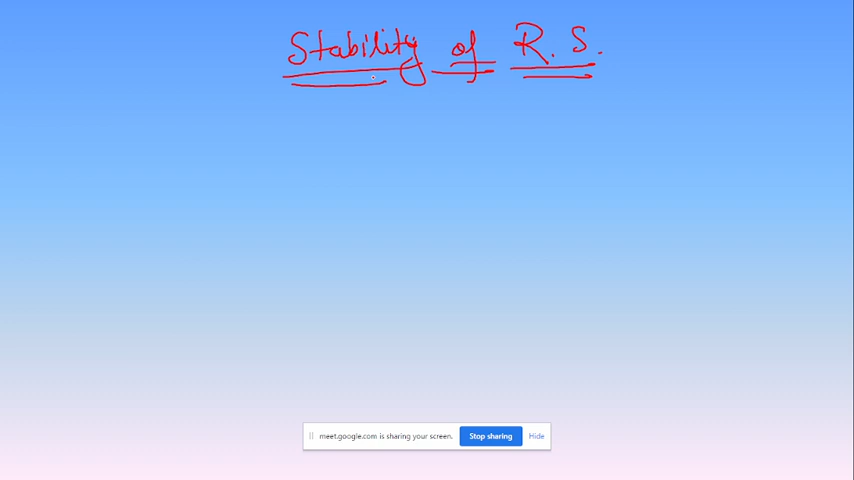 Stability of R. S.
meet.google.com is sharing your screen. Stop sharing Hide